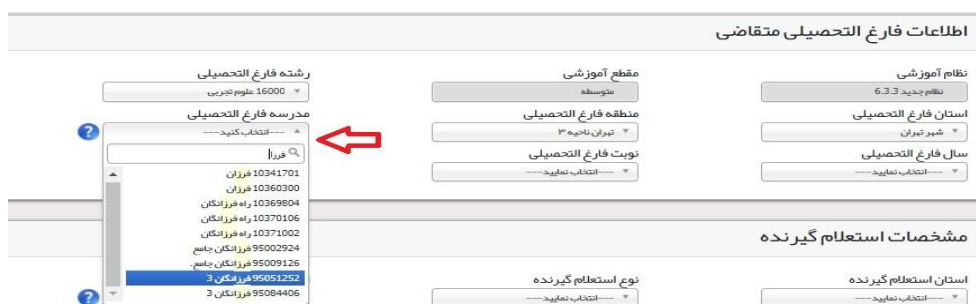 اطلاعات فارغ التحصیلی متقاضی
نظام آموزشی
مقطع آموزشی
رشته فارغ التحصیلی
نظام جدید 6.3.3
متوسطه
16000 علوم تجربی
استان فارغ التحصیلی
منطقه فارغ التحصیلی
مدرسه فارغ التحصیلی
شهر تهران
تهران ناحیه ۳
----انتخاب کنید----
سال فارغ التحصیلی
نوبت فارغ التحصیلی
فرزا
----انتخاب نمایید----
----انتخاب نمایید----
10341701 فرزان
10360300 فرزان
10369804 راه فرزانگان
10370106 راه فرزانگان
10371002 راه فرزانگان
95002924 فرزانگان جامع
95009126 فرزانگان جامع.
95051252 فرزانگان 3
95084406 فرزانگان 3
مشخصات استعلام گیرنده
استان استعلام گیرنده
نوع استعلام گیرنده
----انتخاب نمایید----
----انتخاب نمایید----